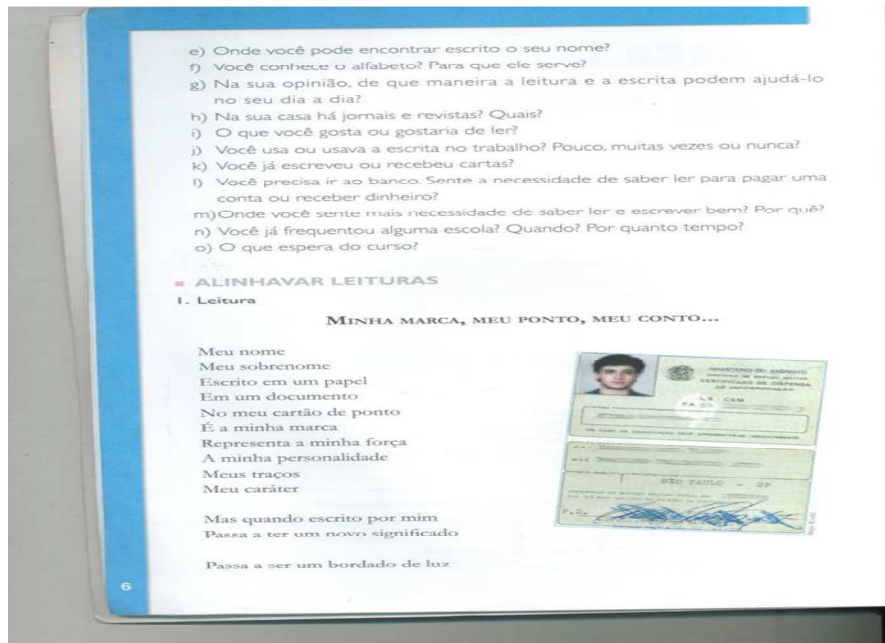 e) Onde você pode encontrar escrito o seu nome?
f) Você conhece o alfabeto? Para que ele serve?
g) Na sua opinião, de que maneira a leitura e a escrita podem ajudá-lo
no seu dia a dia?
h) Na sua casa há jornais e revistas? Quais?
i) O que você gosta ou gostaria de ler?
j) Você usa ou usava a escrita no trabalho? Pouco, muitas vezes ou nunca?
k) Você já escreveu ou recebeu cartas?
l) Você precisa ir ao banco. Sente a necessidade de saber ler para pagar uma
conta ou receber dinheiro?
m) Onde você sente mais necessidade de saber ler e escrever bem? Por quê?
n) Você já frequentou alguma escola? Quando? Por quanto tempo?
o) O que espera do curso?
ALINHAVAR LEITURAS
1. Leitura
MINHA MARCA, MEU PONTO, MEU CONTO...
Meu nome
Meu sobrenome
Escrito em um papel
Em um documento
No meu cartão de ponto
É a minha marca
Representa a minha força
A minha personalidade
Meus traços
Meu caráter
Mas quando escrito por mim
Passa a ter um novo significado
Passa a ser um bordado de luz
MINISTÉRIO DO EXÉRCITO
CERTIFICADO DE DISPENSA
DE INCORPORAÇÃO
CSM
SÃO PAULO - SP
6